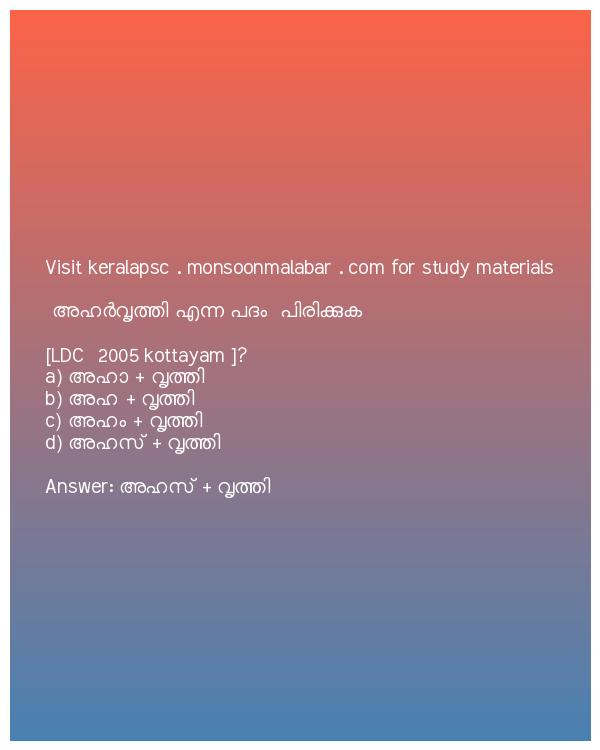 Visit keralapsc . monsoonmalabar . com for study materials
അഹർവൃത്തി എന്ന പദം പിരിക്കുക
[LDC 2005 kottayam ]?
a) അഹാ + വൃത്തി
b) അഹ + വൃത്തി
c) അഹം + വൃത്തി
d) അഹസ് + വൃത്തി
Answer: അഹസ് + വൃത്തി